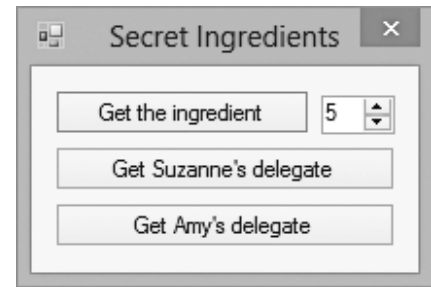 Secret Ingredients
Get the ingredient 5
Get Suzanne's delegate
Get Amy's delegate